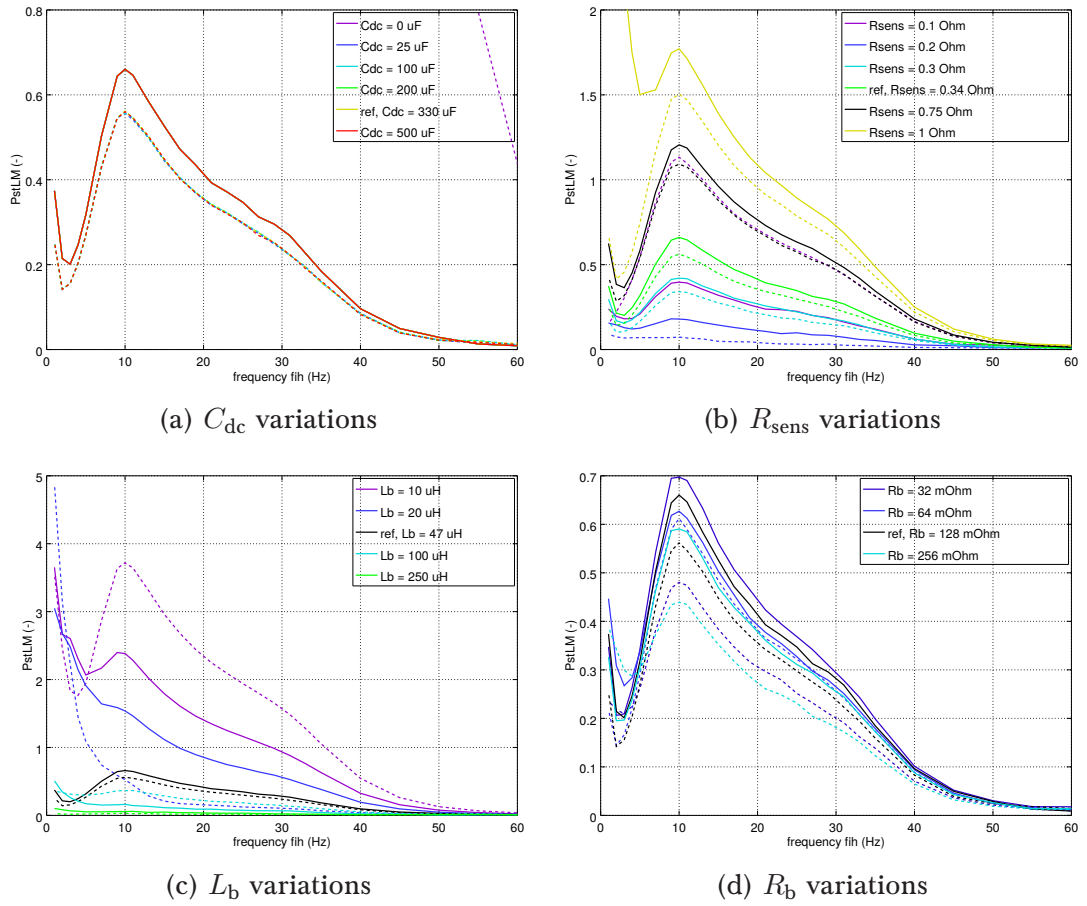 0.8
0.6
0.4
0.2
0
PstLM (-)
0 10 20 30 40 50 60
frequency fih (Hz)
Cdc = 0 uF
Cdc = 25 uF
Cdc = 100 uF
Cdc = 200 uF
ref, Cdc = 330 uF
Cdc = 500 uF
(a) Cdc variations
2
1.5
1
0.5
0
PstLM (-)
0 10 20 30 40 50 60
frequency fih (Hz)
Rsens = 0.1 Ohm
Rsens = 0.2 Ohm
Rsens = 0.3 Ohm
ref, Rsens = 0.34 Ohm
Rsens = 0.75 Ohm
Rsens = 1 Ohm
(b) Rsens variations
5
4
3
2
1
0
PstLM (-)
0 10 20 30 40 50 60
frequency fih (Hz)
Lb = 10 uH
Lb = 20 uH
ref, Lb = 47 uH
Lb = 100 uH
Lb = 250 uH
(c) Lb variations
0.7
0.6
0.5
0.4
0.3
0.2
0.1
0
PstLM (-)
0 10 20 30 40 50 60
frequency fih (Hz)
Rb = 32 mOhm
Rb = 64 mOhm
ref, Rb = 128 mOhm
Rb = 256 mOhm
(d) Rb variations